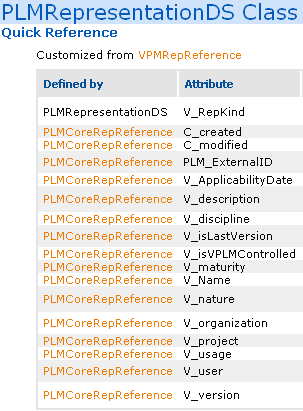 PLMRepresentationDS Class
Quick Reference
Customized from VPMRepReference
Defined by Attribute
PLMRepresentationDS V_RepKind
PLMCoreRepReference C_created
PLMCoreRepReference C_modified
PLMCoreRepReference PLM_ExternalID
PLMCoreRepReference V_ApplicabilityDate
PLMCoreRepReference V_description
PLMCoreRepReference V_discipline
PLMCoreRepReference V_isLastVersion
PLMCoreRepReference V_isVPLMControlled
PLMCoreRepReference V_maturity
PLMCoreRepReference V_Name
PLMCoreRepReference V_nature
PLMCoreRepReference V_organization
PLMCoreRepReference V_project
PLMCoreRepReference V_usage
PLMCoreRepReference V_user
PLMCoreRepReference V_version